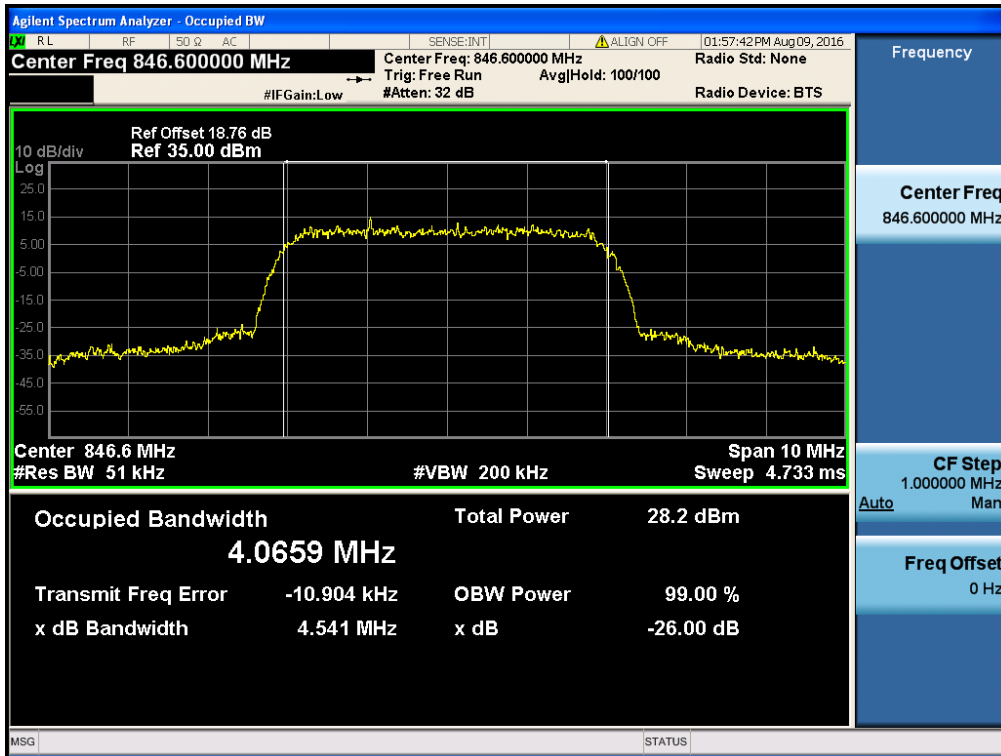 Agilent Spectrum Analyzer - Occupied BW
LXI RL RF 50 Ω AC SENSE:INT ALIGN OFF 01:57:42 PM Aug 09, 2016
Center Freq 846.600000 MHz
Center Freq: 846.600000 MHz Radio Std: None
Trig: Free Run Avg|Hold: 100/100
#IFGain:Low #Atten: 32 dB Radio Device: BTS
Ref Offset 18.76 dB
10 dB/div Ref 35.00 dBm
Log
25.0
15.0
5.00
-5.00
-15.0
-25.0
-35.0
-45.0
-55.0
Center 846.6 MHz Span 10 MHz
#Res BW 51 kHz #VBW 200 kHz Sweep 4.733 ms
Occupied Bandwidth Total Power 28.2 dBm
4.0659 MHz
Transmit Freq Error -10.904 kHz OBW Power 99.00 %
x dB Bandwidth 4.541 MHz x dB -26.00 dB
MSG STATUS
Frequency
Center Freq
846.600000 MHz
CF Step
1.000000 MHz
Auto Man
Freq Offset
0 Hz